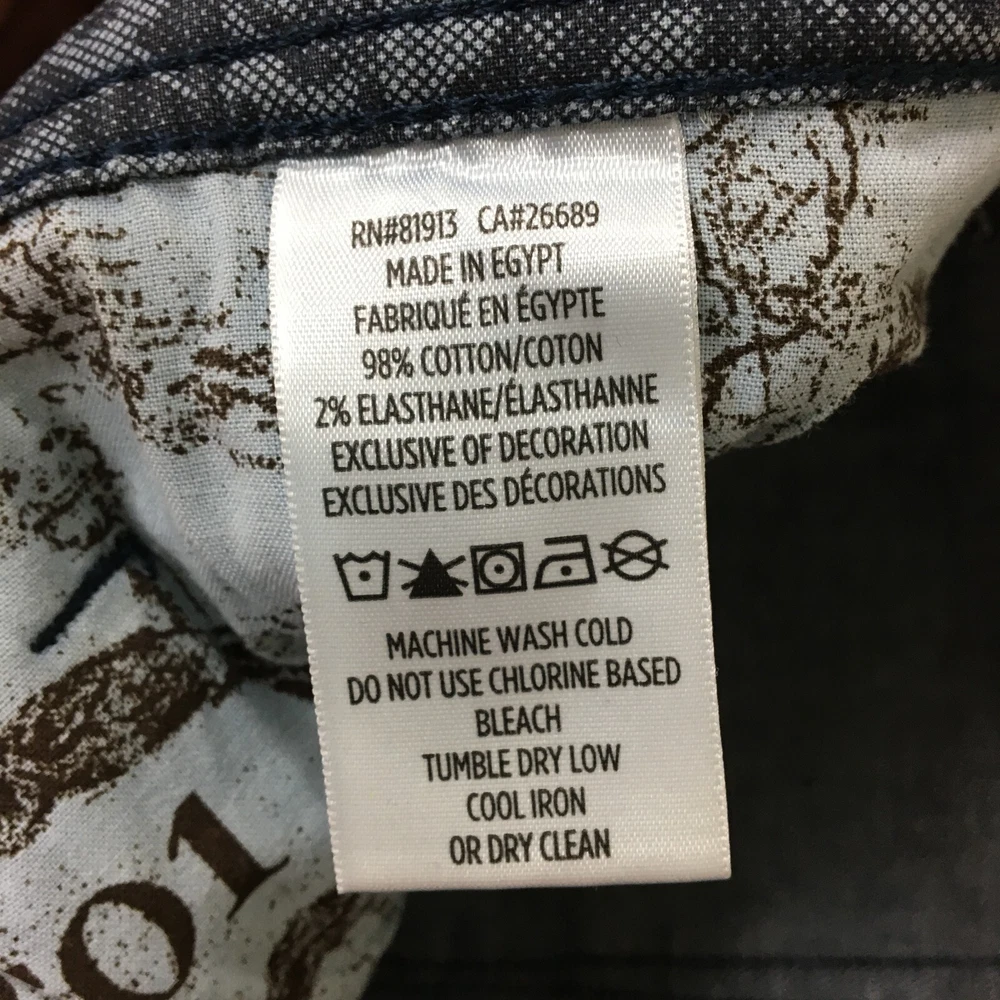 RN#81913 CA#26689
MADE IN EGYPT
FABRIQUÉ EN ÉGYPTE
98% COTTON/COTON
2% ELASTHANE/ÉLASTHANNE
EXCLUSIVE OF DECORATION
EXCLUSIVE DES DÉCORATIONS
MACHINE WASH COLD
DO NOT USE CHLORINE BASED
BLEACH
TUMBLE DRY LOW
COOL IRON
OR DRY CLEAN